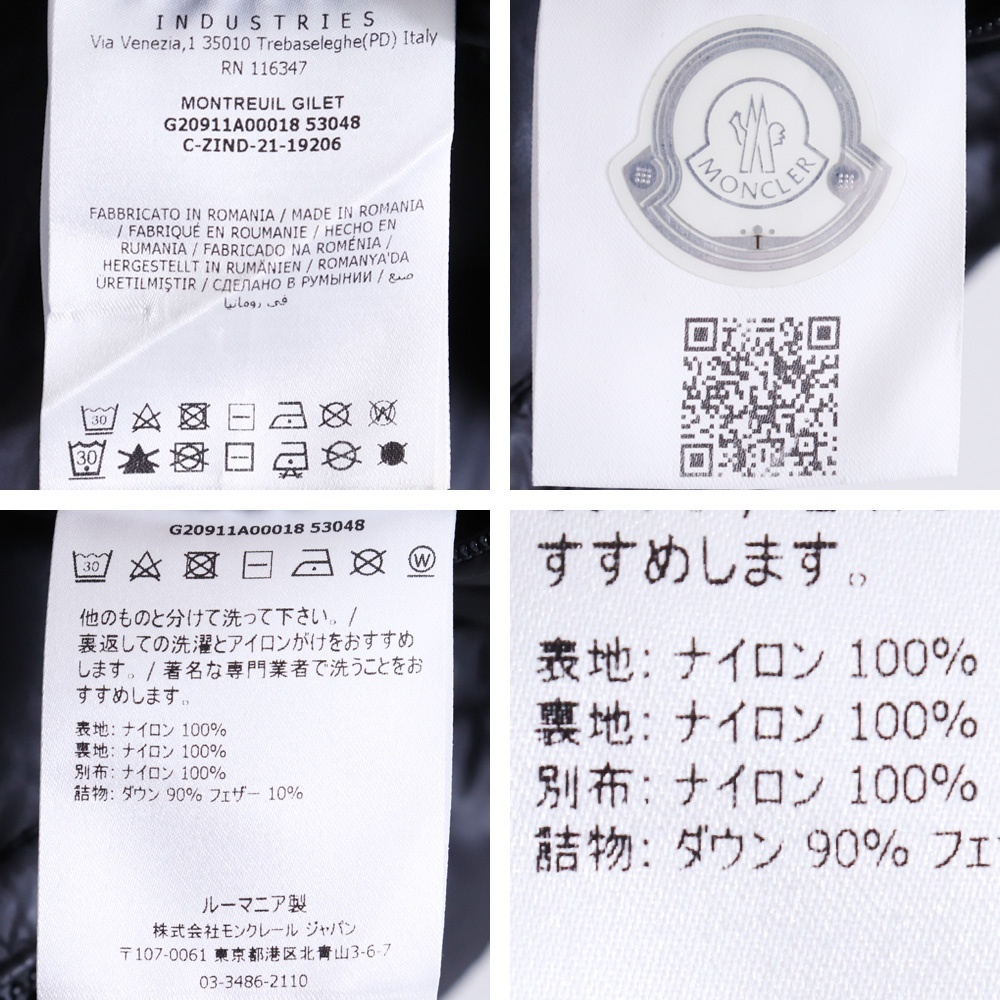 INDUSTRIES
Via Venezia,1 35010 Trebaseleghe(PD) Italy
RN 116347
MONTREUIL GILET
G20911A00018 53048
C-ZIND-21-19206
FABBRICATO IN ROMANIA / MADE IN ROMANIA
/ FABRIQUÉ EN ROUMANIE / HECHO EN
RUMANIA / FABRICADO NA ROMÉNIA /
HERGESTELLT IN RUMÄNIEN / ROMANYA'DA
ÜRETILMIŞTIR / СДЕЛАНО В РУМЫНИИ / صنع
في رومانيا
30
W
30
MONCLER
G20911A00018 53048
30
W
他のものと分けて洗って下さい。/
裏返しての洗濯とアイロンがけをおすすめ
します。/ 著名な専門業者で洗うことをお
すすめします。
表地: ナイロン 100%
裏地: ナイロン 100%
別布: ナイロン 100%
詰物: ダウン 90% フェザー 10%
ルーマニア製
株式会社モンクレール ジャパン
〒107-0061 東京都港区北青山3-6-7
03-3486-2110
すすめします。
表地: ナイロン 100%
裏地: ナイロン 100%
別布: ナイロン 100%
詰物: ダウン 90% フェ